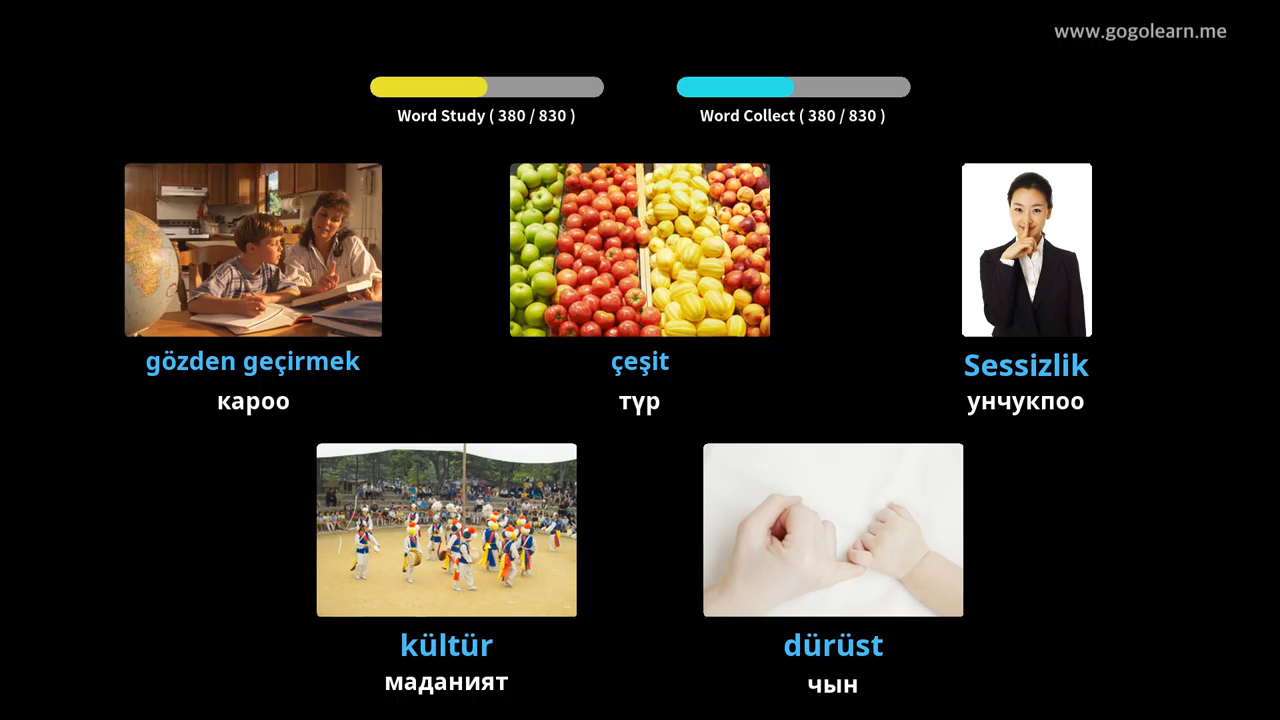 www.gogolearn.me
Word Study ( 380 / 830 )
Word Collect ( 380 / 830 )
gözden geçirmek
кароо
çeşit
түр
Sessizlik
унчукпоо
kültür
маданият
dürüst
чын